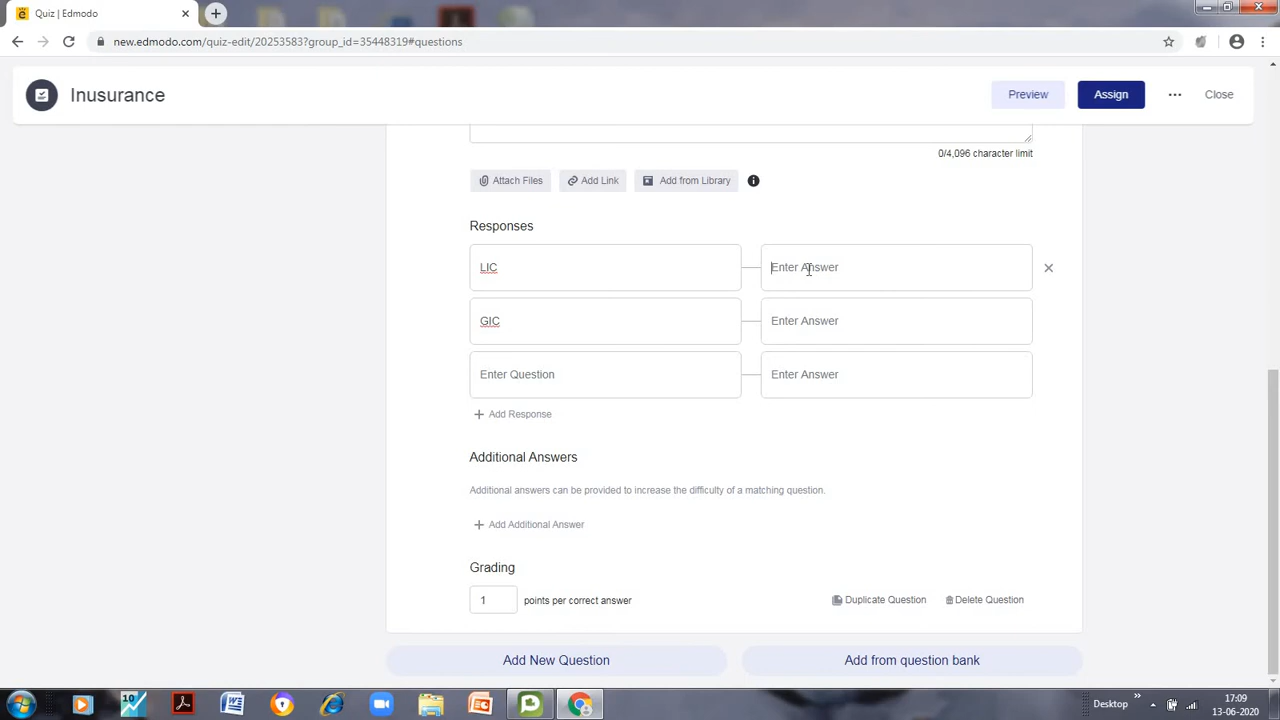 Quiz | Edmodo
new.edmodo.com/quiz-edit/20253583?group_id=35448319#questions
Inusurance
Preview
Assign
Close
0/4,096 character limit
Attach Files
Add Link
Add from Library
Responses
LIC
Enter Answer
GIC
Enter Answer
Enter Question
Enter Answer
Add Response
Additional Answers
Additional answers can be provided to increase the difficulty of a matching question.
Add Additional Answer
Grading
1 points per correct answer
Duplicate Question
Delete Question
Add New Question
Add from question bank
10
Desktop
17:09
13-06-2020